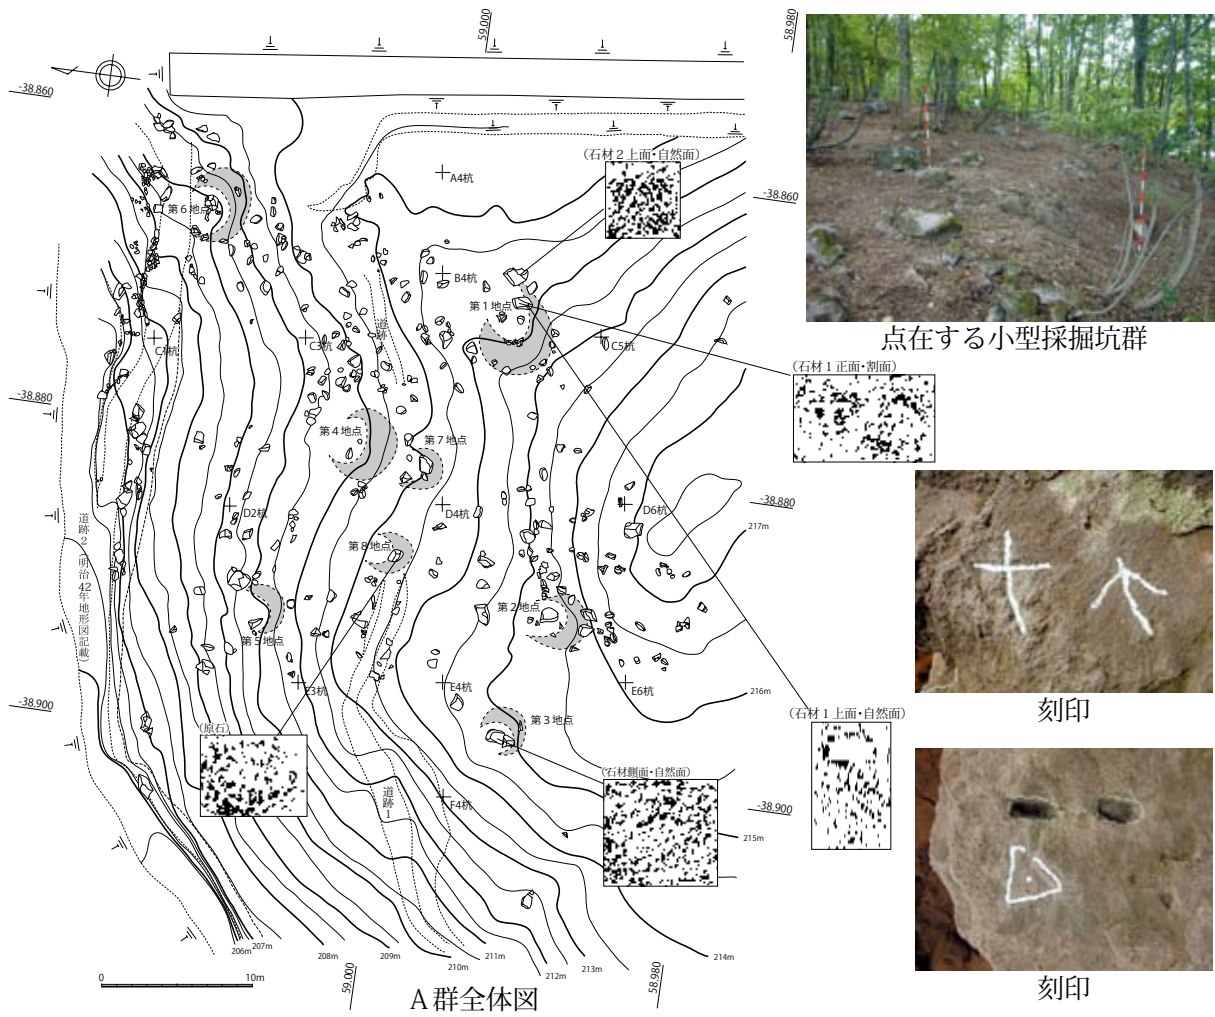 59.000
58.980
-38.860
(石材2上面・自然面)
A4杭
-38.860
第6地点
B4杭
第1地点
道跡
C1杭
C3杭
C5杭
点在する小型採掘坑群
(石材1正面・割面)
-38.880
第4地点
第7地点
-38.880
D2杭
D4杭
D6杭
217m
道跡2(明治42年地形図記載)
第8地点
第2地点
第5地点
E3杭
E4杭
E6杭
216m
刻印
-38.900
第3地点
(石材1上面・自然面)
(原石)
(石材側面・自然面)
道跡1
F4杭
-38.900
215m
206m
207m
208m
209m
210m
211m
212m
213m
214m
0
10m
59.000
58.980
A群全体図
刻印